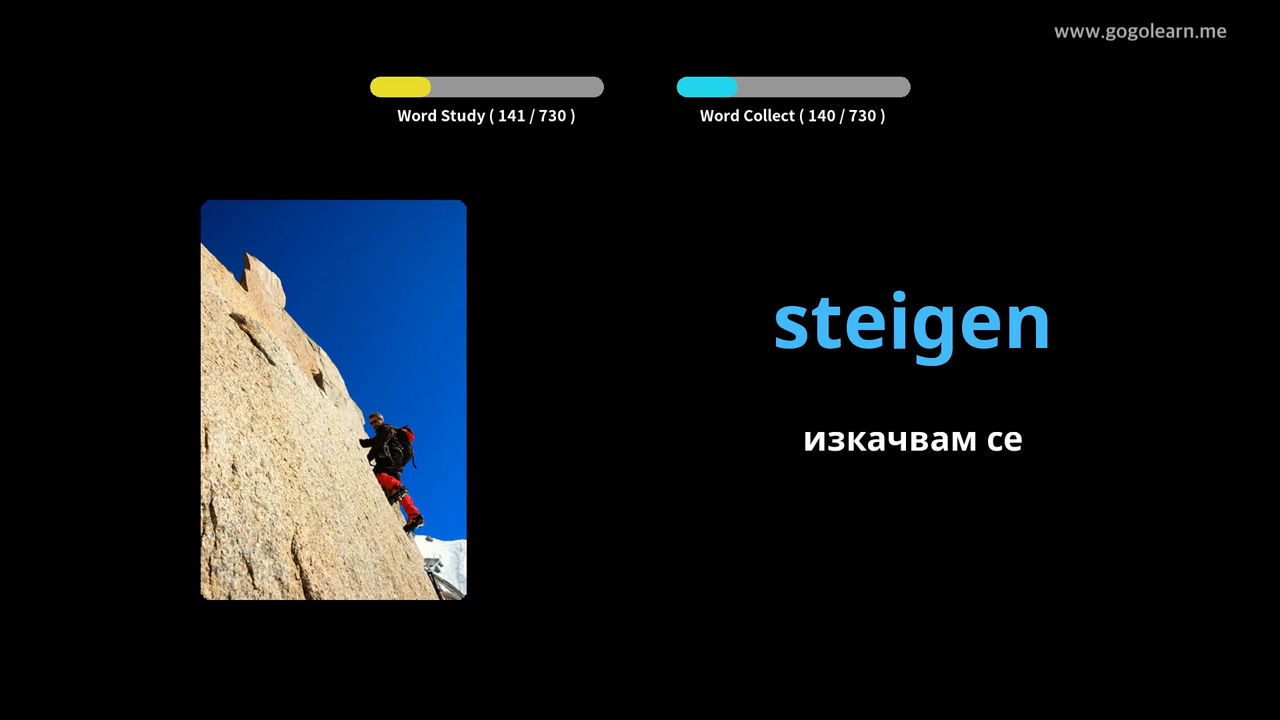 www.gogolearn.me
Word Study ( 141 / 730 )
Word Collect ( 140 / 730 )
steigen
изкачвам се